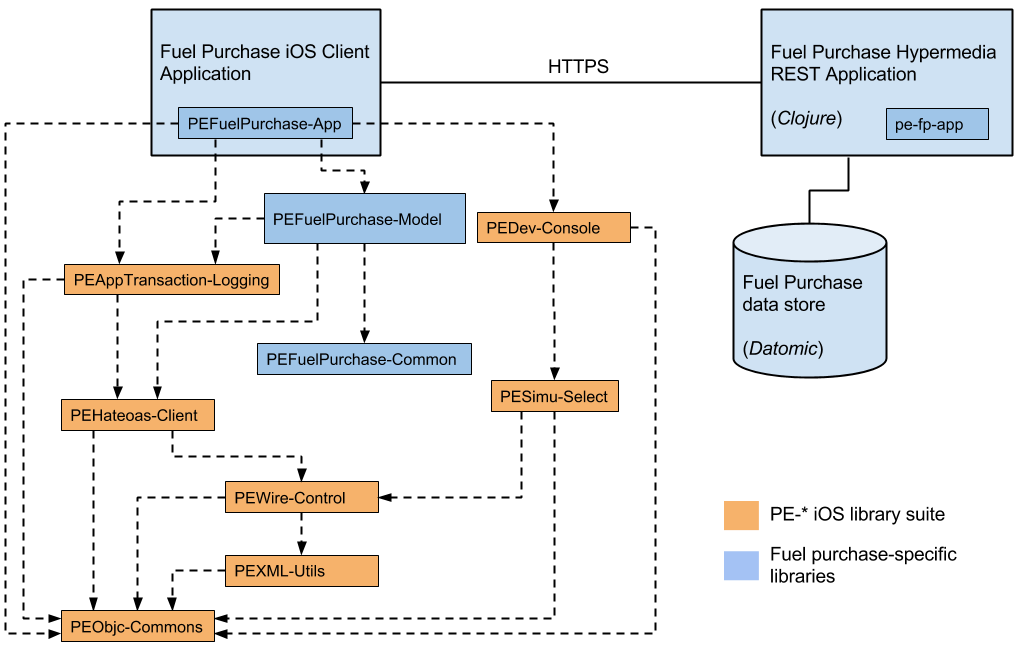 Fuel Purchase iOS Client
Application
PEFuelPurchase-App
HTTPS
Fuel Purchase Hypermedia
REST Application
(Clojure)
pe-fp-app
PEFuelPurchase-Model
PEDev-Console
PEAppTransaction-Logging
Fuel Purchase
data store
(Datomic)
PEFuelPurchase-Common
PESimu-Select
PEHateoas-Client
PEWire-Control
PEXML-Utils
PEObjc-Commons
PE-* iOS library suite
Fuel purchase-specific
libraries